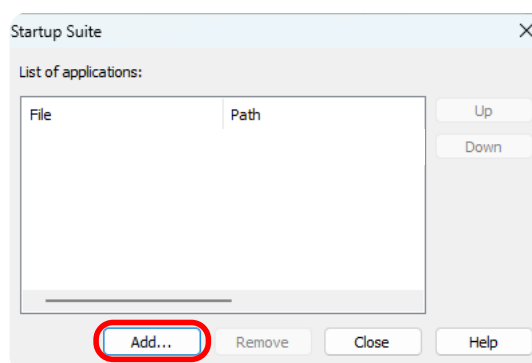 Startup Suite
List of applications:
File Path
Up
Down
Add... Remove Close Help